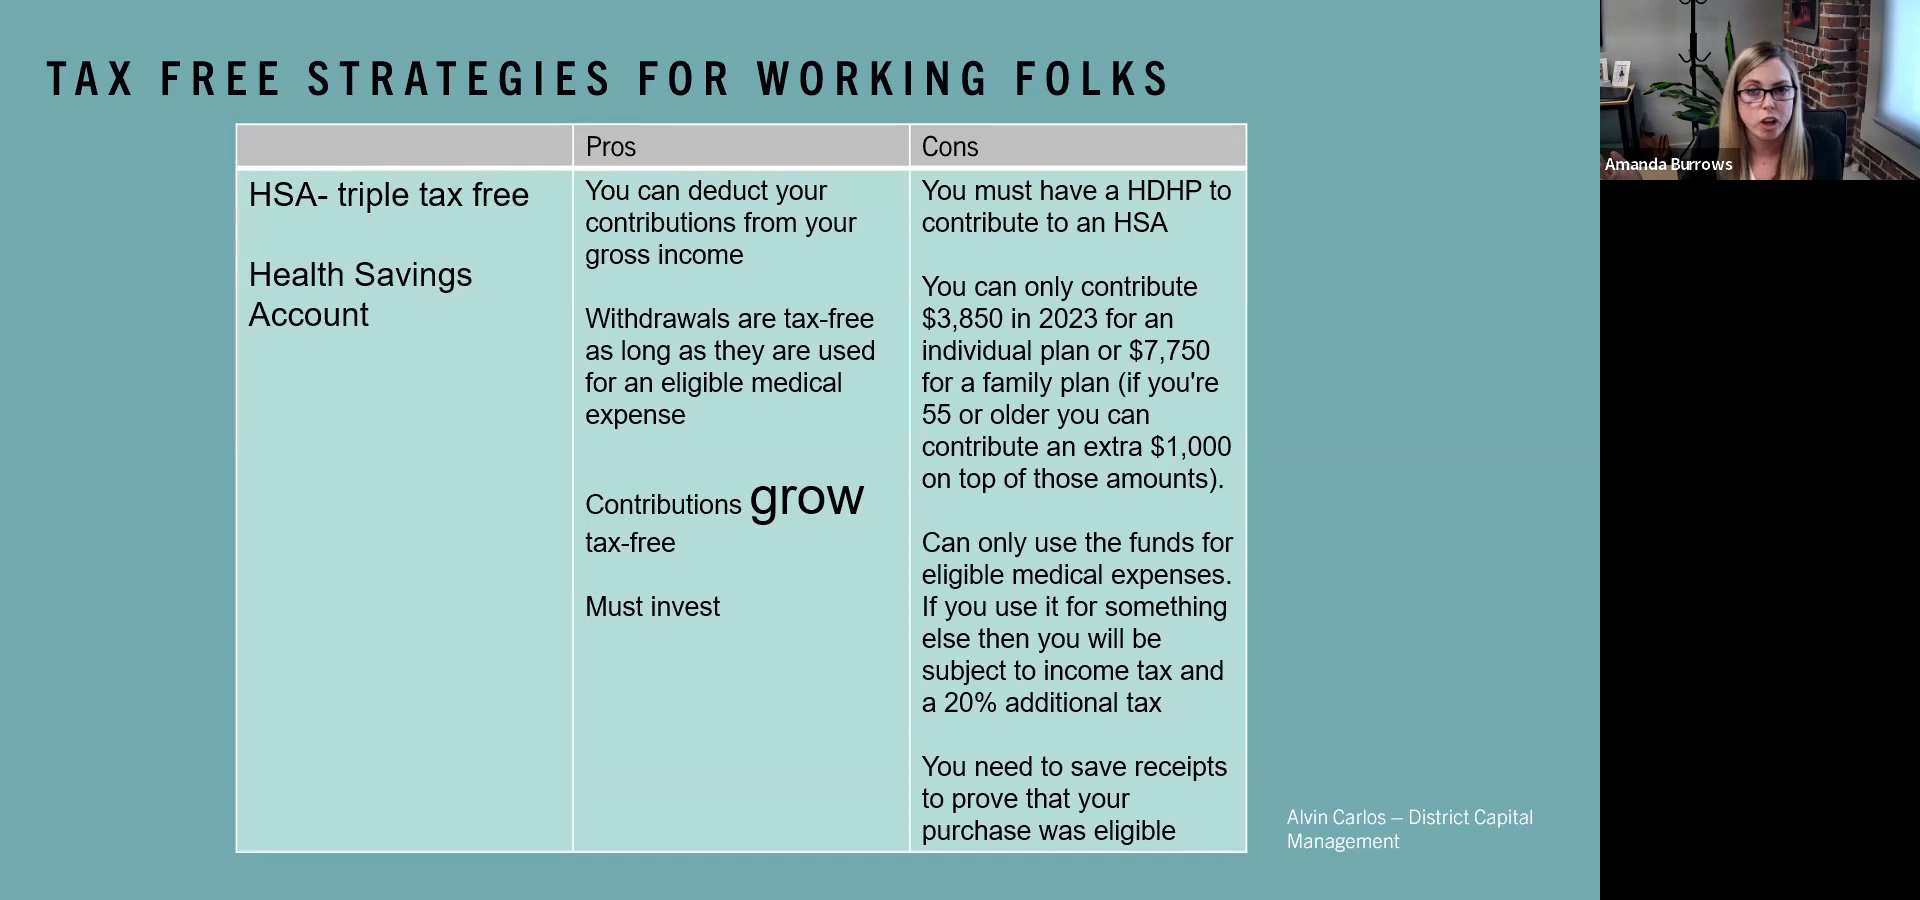 TAX FREE STRATEGIES FOR WORKING FOLKS
Pros
Cons
HSA- triple tax free
Health Savings
Account
You can deduct your
contributions from your
gross income
Withdrawals are tax-free
as long as they are used
for an eligible medical
expense
Contributions grow
tax-free
Must invest
You must have a HDHP to
contribute to an HSA
You can only contribute
$3,850 in 2023 for an
individual plan or $7,750
for a family plan (if you're
55 or older you can
contribute an extra $1,000
on top of those amounts).
Can only use the funds for
eligible medical expenses.
If you use it for something
else then you will be
subject to income tax and
a 20% additional tax
You need to save receipts
to prove that your
purchase was eligible
Alvin Carlos – District Capital
Management
Amanda Burrows